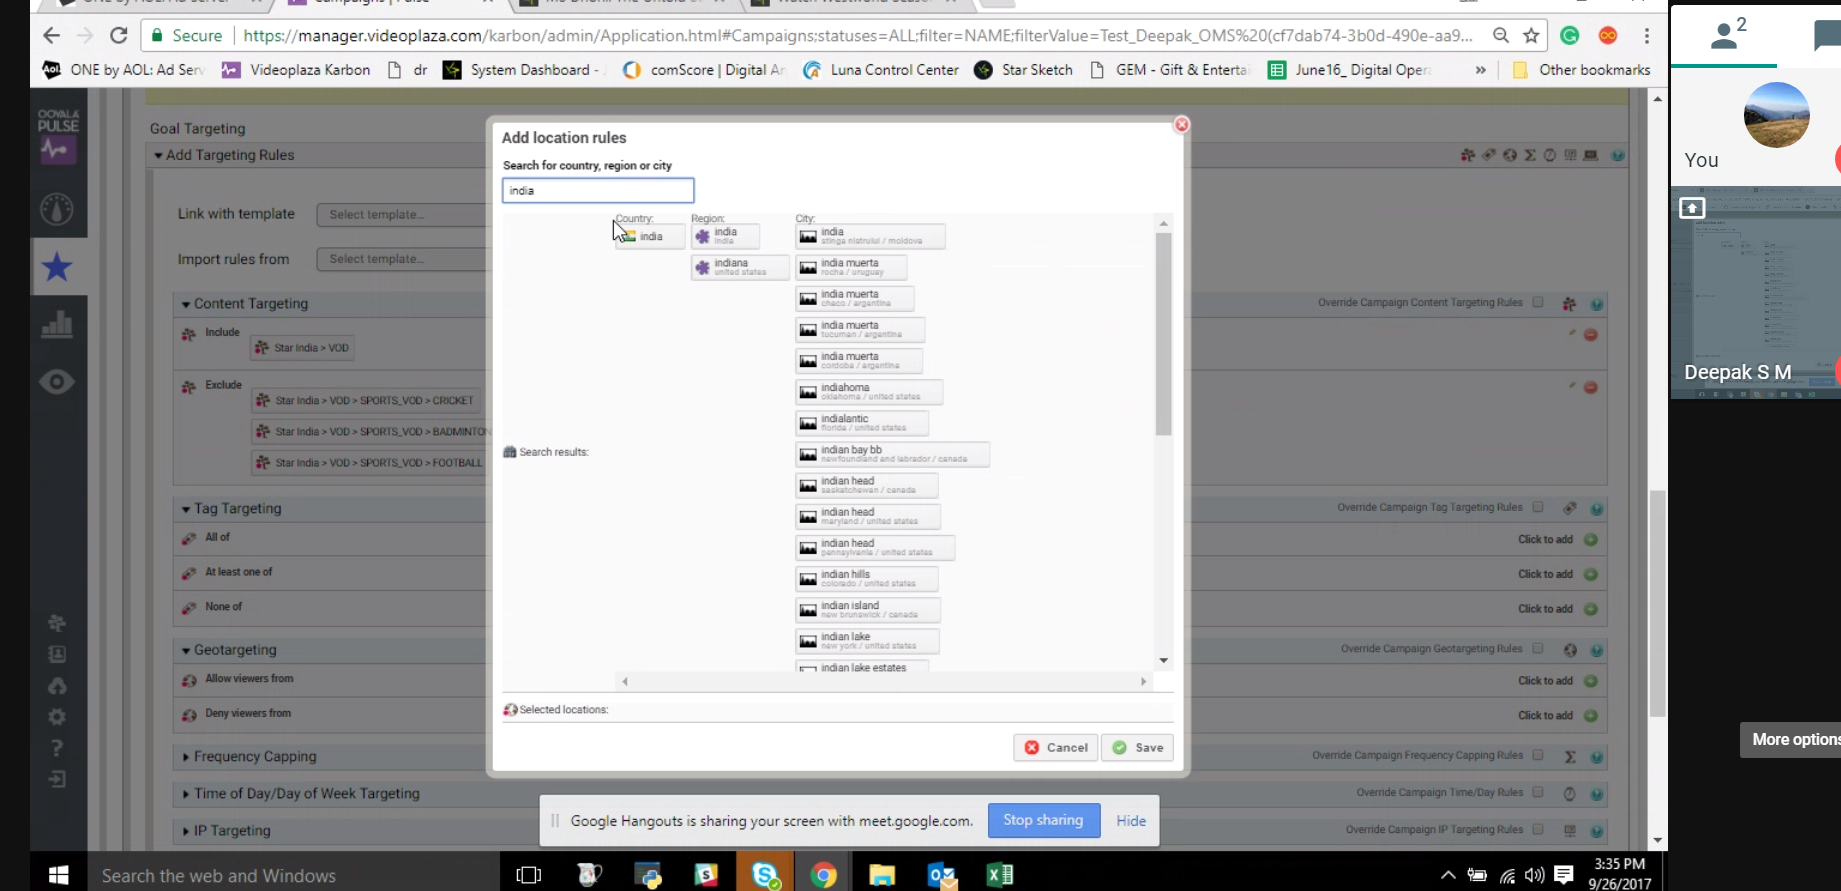 Campaigns | Pulse
Secure
https://manager.videoplaza.com/karbon/admin/Application.html#Campaigns;statuses=ALL;filter=NAME;filterValue=Test_Deepak_OMS%20(cf7dab74-3b0d-490e-aa9...
Aol. ONE by AOL: Ad Serv
Videoplaza Karbon
dr
System Dashboard -
comScore | Digital An
Luna Control Center
Star Sketch
GEM - Gift & Enterta
June16_ Digital Oper
»
Other bookmarks
OOYALA
PULSE
Goal Targeting
Add Targeting Rules
Link with template
Select template...
Import rules from
Select template...
Content Targeting
Override Campaign Content Targeting Rules
Include
Star India > VOD
Exclude
Star India > VOD > SPORTS_VOD > CRICKET
Star India > VOD > SPORTS_VOD > BADMINTON
Star India > VOD > SPORTS_VOD > FOOTBALL
Tag Targeting
Override Campaign Tag Targeting Rules
All of
Click to add
At least one of
Click to add
None of
Click to add
Geotargeting
Override Campaign Geotargeting Rules
Allow viewers from
Click to add
Deny viewers from
Click to add
Frequency Capping
Override Campaign Frequency Capping Rules
Time of Day/Day of Week Targeting
Override Campaign Time/Day Rules
IP Targeting
Override Campaign IP Targeting Rules
Add location rules
Search for country, region or city
india
Country:
Region:
City:
india
india
india
india
stinga nistrului / moldova
indiana
united states
india muerta
rocha / uruguay
india muerta
chaco / argentina
india muerta
tucuman / argentina
india muerta
cordoba / argentina
indiahoma
oklahoma / united states
indialantic
florida / united states
indian bay bb
newfoundland and labrador / canada
Search results:
indian head
saskatchewan / canada
indian head
maryland / united states
indian head
pennsylvania / united states
indian hills
colorado / united states
indian island
new brunswick / canada
indian lake
new york / united states
indian lake estates
Selected locations:
Cancel
Save
Google Hangouts is sharing your screen with meet.google.com.
Stop sharing
Hide
Search the web and Windows
3:35 PM
9/26/2017
2
You
Deepak S M
More options